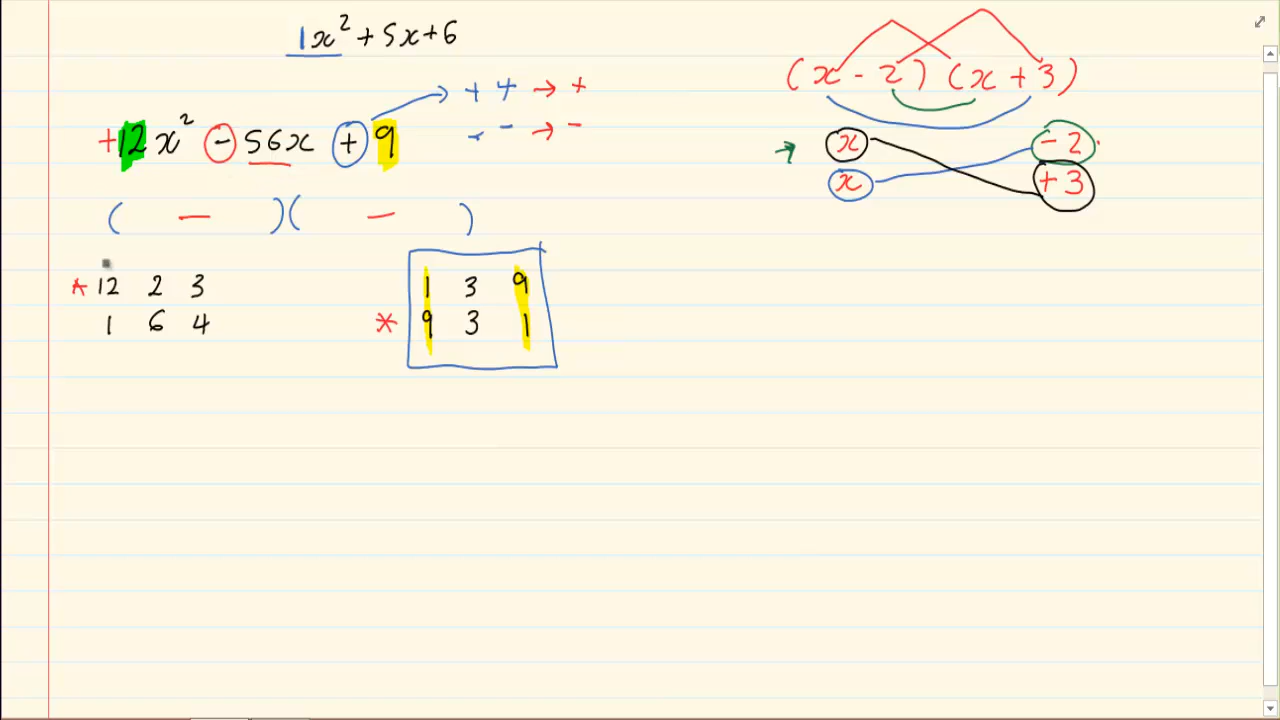 1x² + 5x + 6
(x - 2) (x + 3)
+ 4 → +
+12x² - 56x + 9
- → -
x - 2
x + 3
( - )( - )
* 12 2 3
1 6 4
1 3 9
* 9 3 1